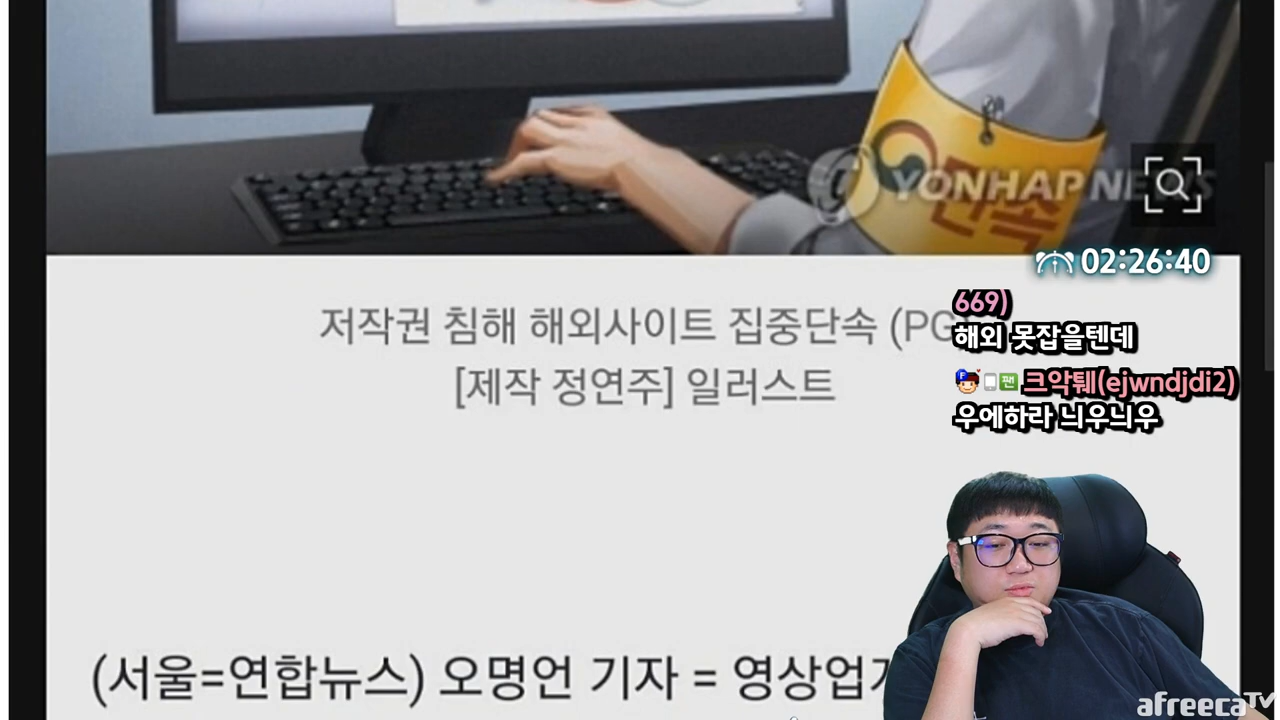 단속
YONHAP NEWS
02:26:40
저작권 침해 해외사이트 집중단속 (PG)
[제작 정연주] 일러스트
669)
해외 못잡을텐데
F 팬 크악퉤(ejwndjdi2)
우에하라 늬우늬우
(서울=연합뉴스) 오명언 기자 = 영상업계
afreecaTV